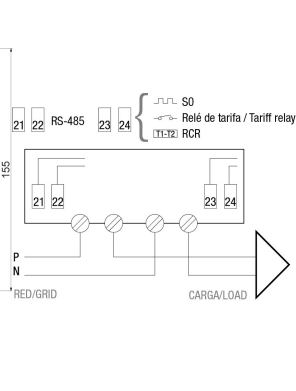 S0
21 22 RS-485 23 24 Relé de tarifa / Tariff relay
T1-T2 RCR
155
21 22 23 24
P
N
RED/GRID CARGA/LOAD